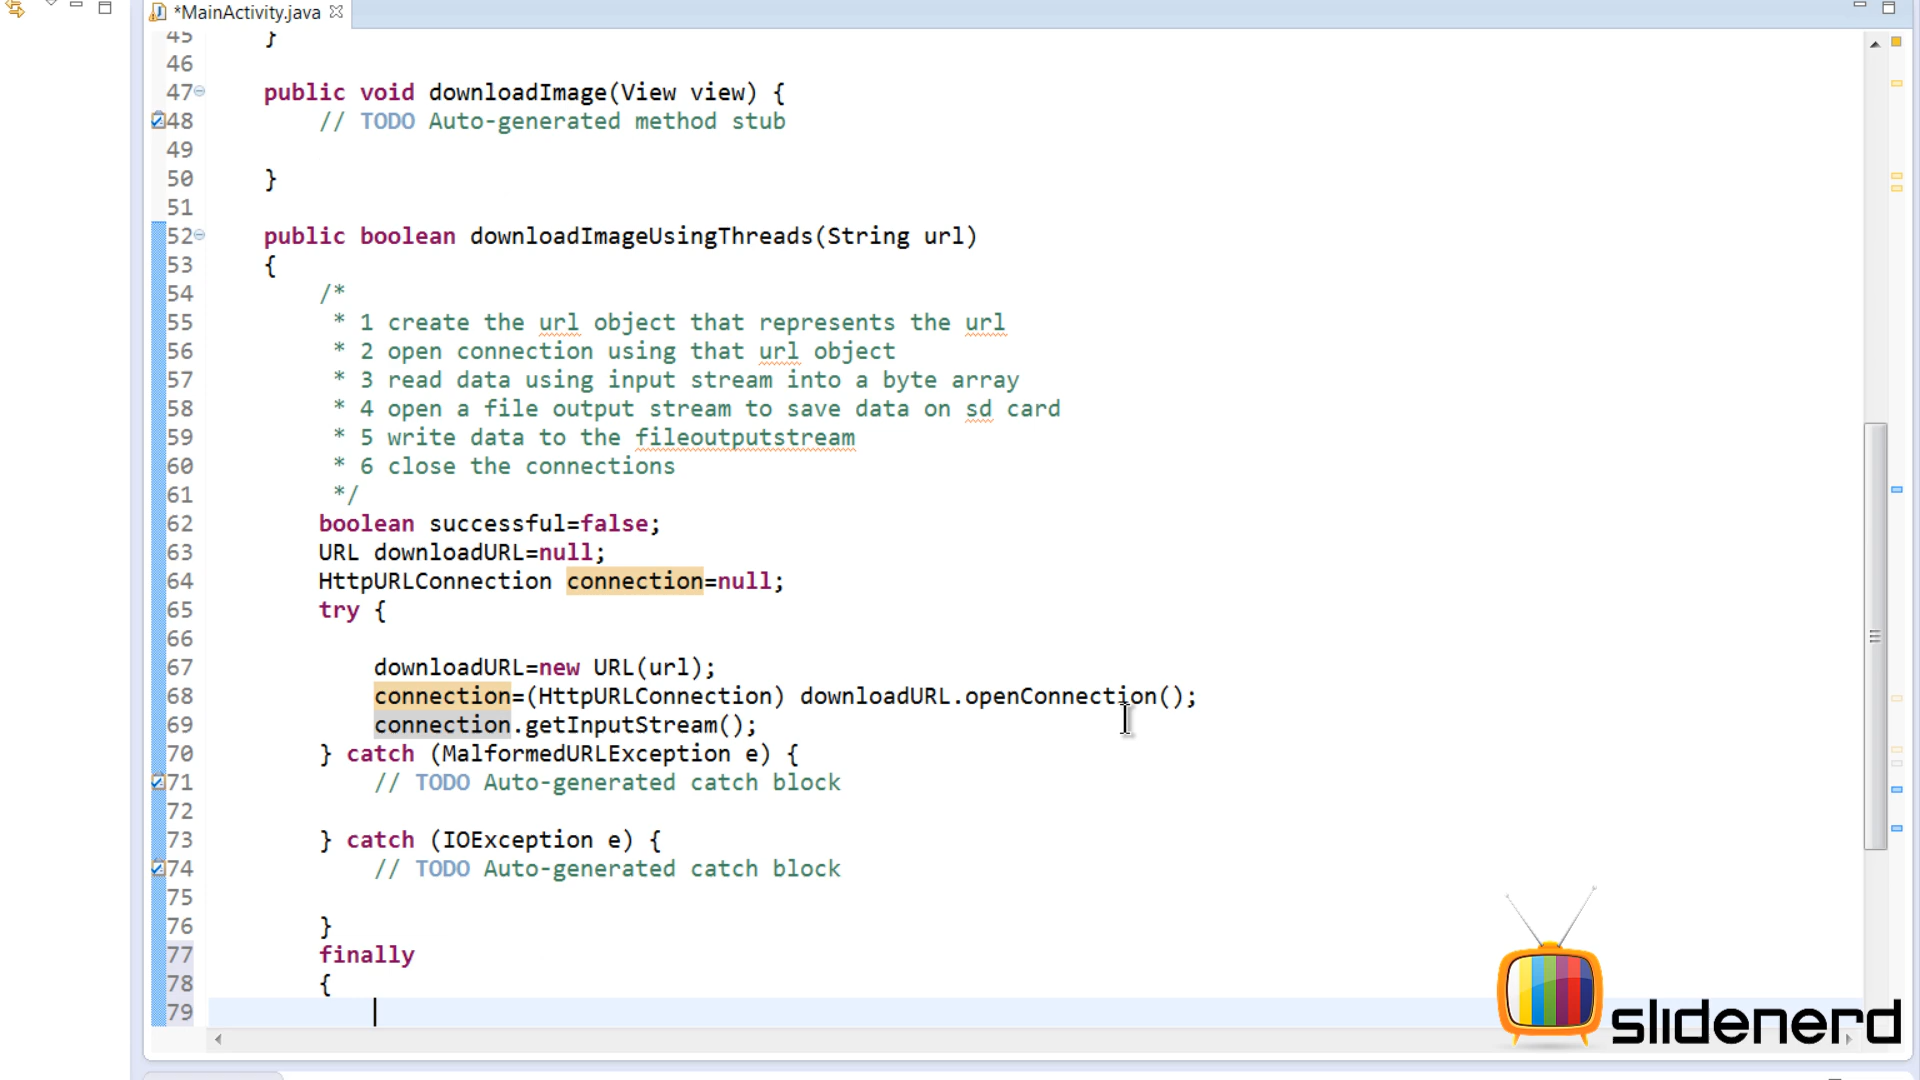 *MainActivity.java
45 }
46
47 public void downloadImage(View view) {
48 // TODO Auto-generated method stub
49
50 }
51
52 public boolean downloadImageUsingThreads(String url)
53 {
54 /*
55 * 1 create the url object that represents the url
56 * 2 open connection using that url object
57 * 3 read data using input stream into a byte array
58 * 4 open a file output stream to save data on sd card
59 * 5 write data to the fileoutputstream
60 * 6 close the connections
61 */
62 boolean successful=false;
63 URL downloadURL=null;
64 HttpURLConnection connection=null;
65 try {
66
67 downloadURL=new URL(url);
68 connection=(HttpURLConnection) downloadURL.openConnection();
69 connection.getInputStream();
70 } catch (MalformedURLException e) {
71 // TODO Auto-generated catch block
72
73 } catch (IOException e) {
74 // TODO Auto-generated catch block
75
76 }
77 finally
78 {
79
slidenerd